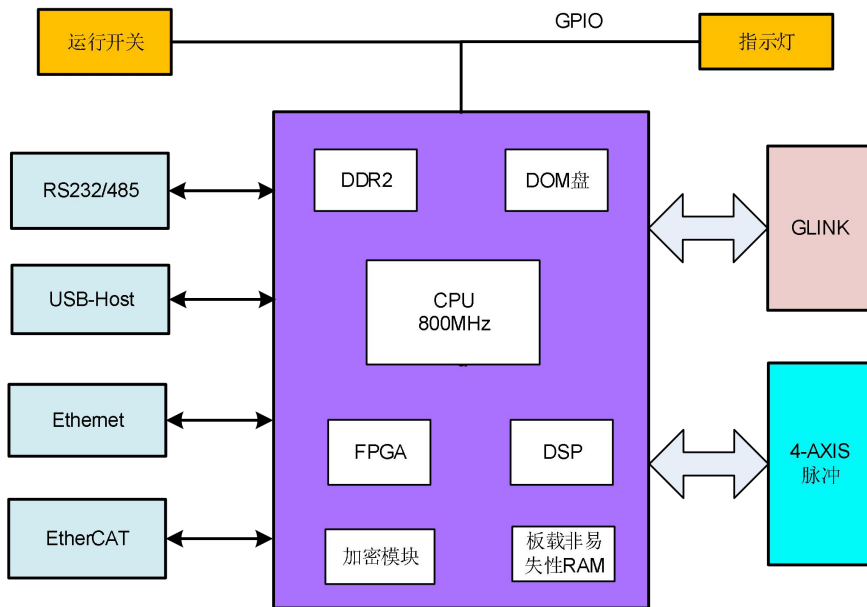 运行开关
GPIO
指示灯
RS232/485
DDR2
DOM盘
GLINK
USB-Host
CPU
800MHz
Ethernet
FPGA
DSP
4-AXIS
脉冲
EtherCAT
加密模块
板载非易
失性RAM